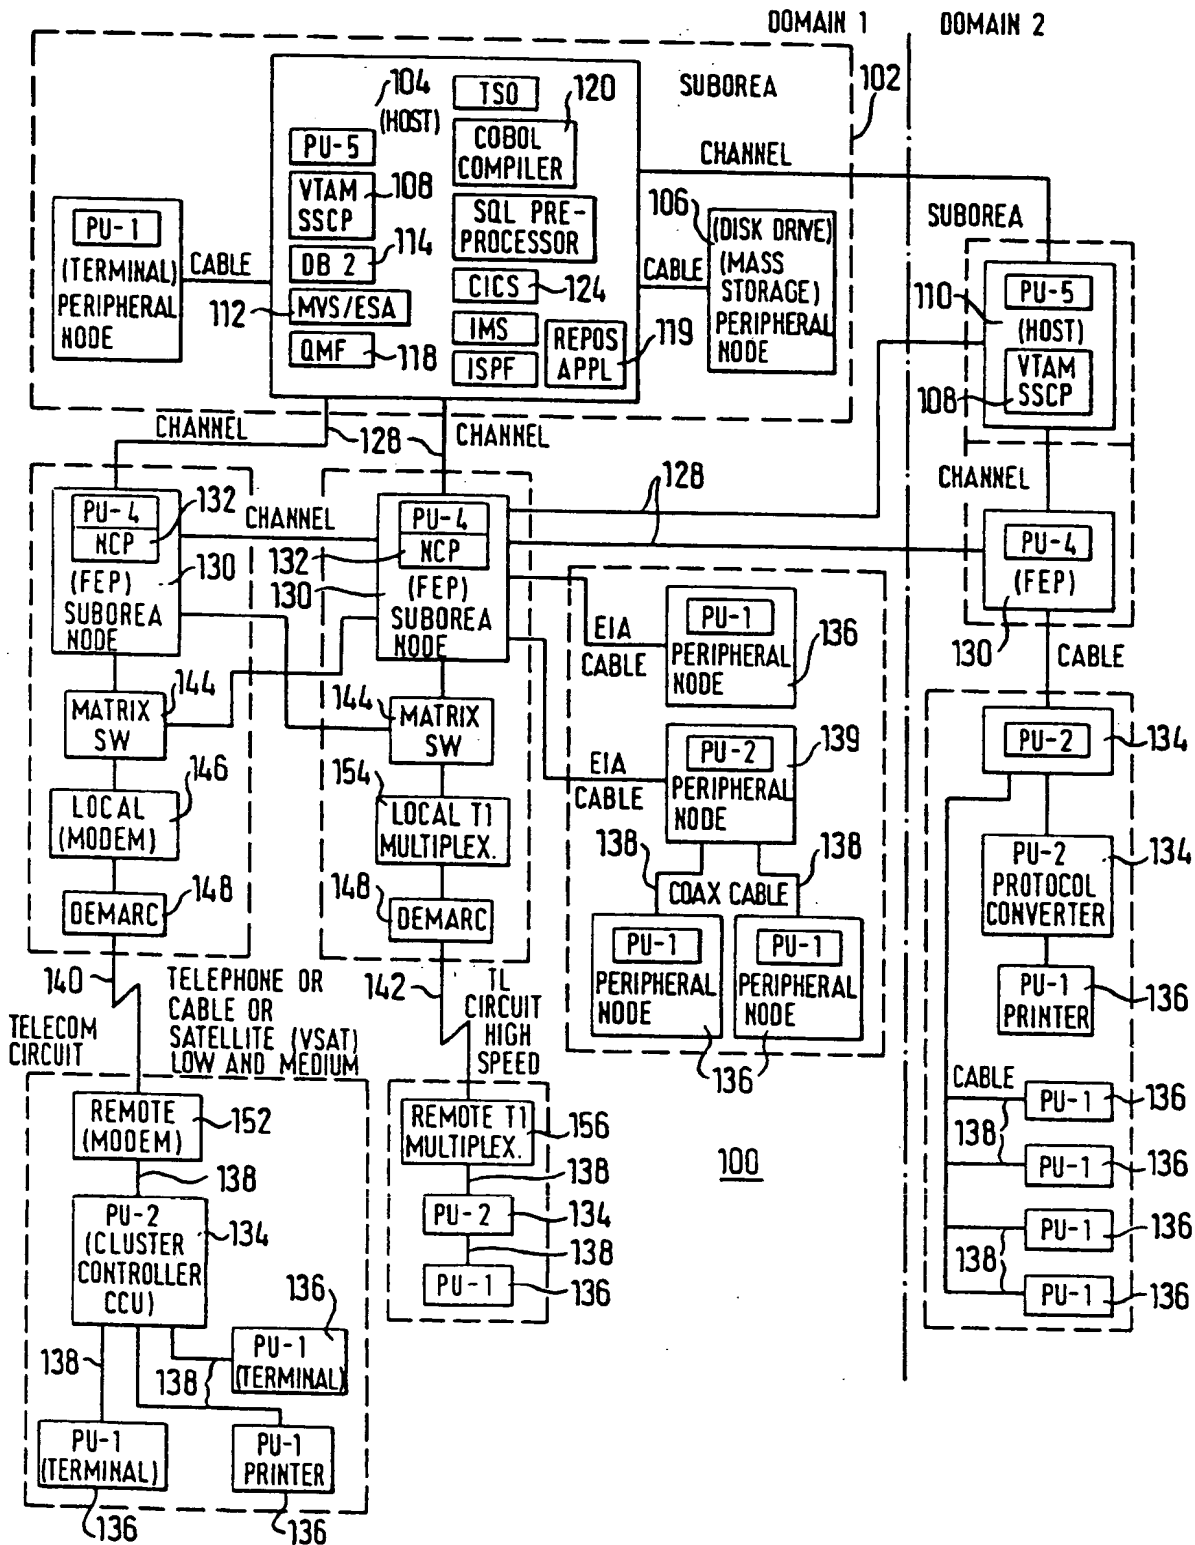 DOMAIN 1
DOMAIN 2
SUBOREA
102
104
(HOST)
PU-5
VTAM
SSCP
108
DB 2
114
112
MVS/ESA
QMF
118
TSO
120
COBOL
COMPILER
SQL PRE-
PROCESSOR
CICS
124
IMS
ISPF
REPOS
APPL
119
PU-1
(TERMINAL)
PERIPHERAL
NODE
CABLE
CABLE
106
(DISK DRIVE)
(MASS
STORAGE)
PERIPHERAL
NODE
CHANNEL
SUBOREA
110
PU-5
(HOST)
VTAM
SSCP
108
CHANNEL
PU-4
(FEP)
130
CABLE
CHANNEL
128
CHANNEL
PU-4
NCP
132
(FEP)
130
SUBOREA
NODE
CHANNEL
PU-4
NCP
132
(FEP)
130
SUBOREA
NODE
128
144
MATRIX
SW
146
LOCAL
(MODEM)
148
DEMARC
144
MATRIX
SW
154
LOCAL T1
MULTIPLEX.
148
DEMARC
EIA
CABLE
PU-1
PERIPHERAL
NODE
136
EIA
CABLE
PU-2
PERIPHERAL
NODE
139
138
138
COAX CABLE
PU-1
PERIPHERAL
NODE
PU-1
PERIPHERAL
NODE
136
PU-2
134
PU-2
PROTOCOL
CONVERTER
134
PU-1
PRINTER
136
CABLE
138
PU-1
136
PU-1
136
138
PU-1
136
PU-1
136
140
TELECOM
CIRCUIT
TELEPHONE OR
CABLE OR
SATELLITE (VSAT)
LOW AND MEDIUM
142
TL
CIRCUIT
HIGH
SPEED
REMOTE
(MODEM)
152
138
PU-2
(CLUSTER
CONTROLLER
CCU)
134
136
PU-1
(TERMINAL)
138
138
PU-1
(TERMINAL)
136
PU-1
PRINTER
136
REMOTE T1
MULTIPLEX.
156
138
PU-2
134
138
PU-1
136
100